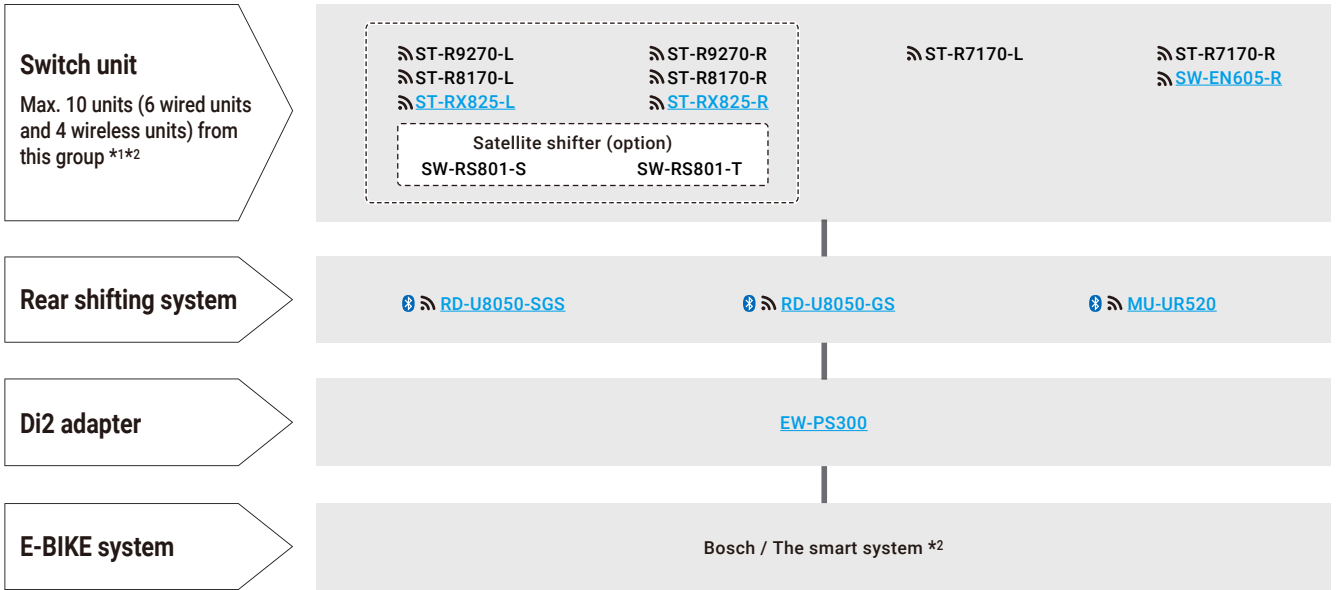 Switch unit
Max. 10 units (6 wired units
and 4 wireless units) from
this group *1*2
ST-R9270-L ST-R9270-R ST-R7170-L ST-R7170-R
ST-R8170-L ST-R8170-R SW-EN605-R
ST-RX825-L ST-RX825-R
Satellite shifter (option)
SW-RS801-S SW-RS801-T
Rear shifting system
RD-U8050-SGS RD-U8050-GS MU-UR520
Di2 adapter
EW-PS300
E-BIKE system
Bosch / The smart system *2